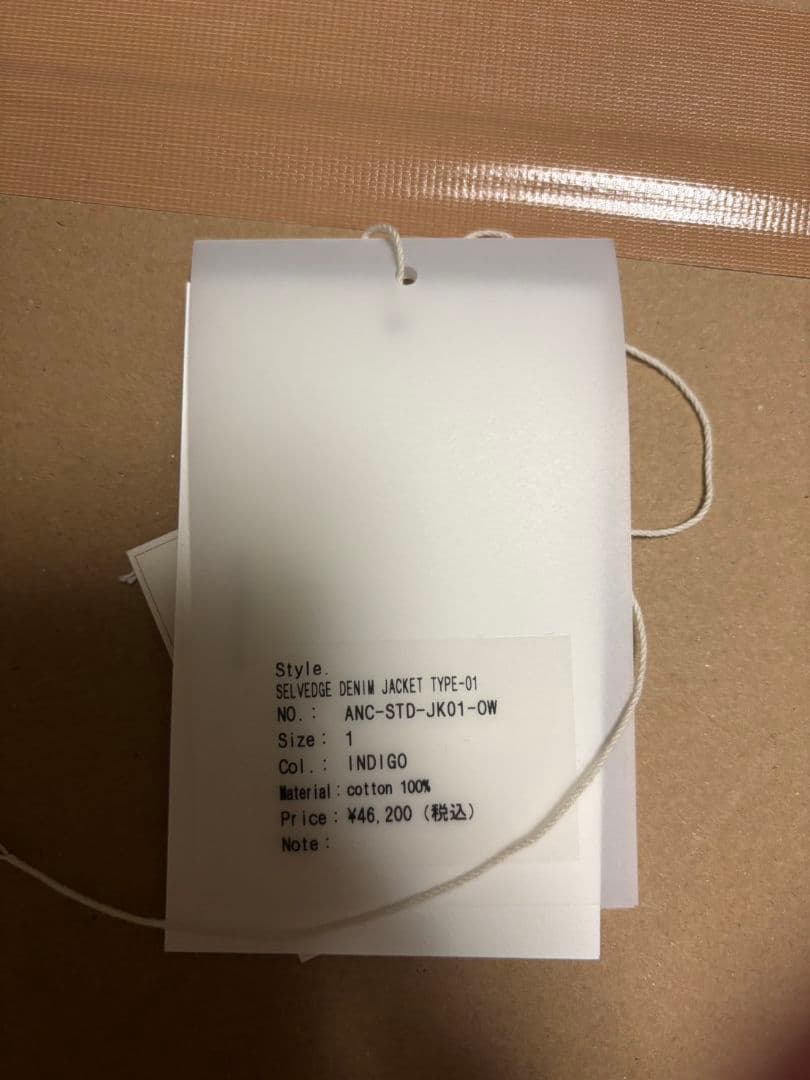 Style.
SELVEDGE DENIM JACKET TYPE-01
NO.: ANC-STD-JK01-OW
Size: 1
Col.: INDIGO
Material: cotton 100%
Price: ¥46,200 (税込)
Note: